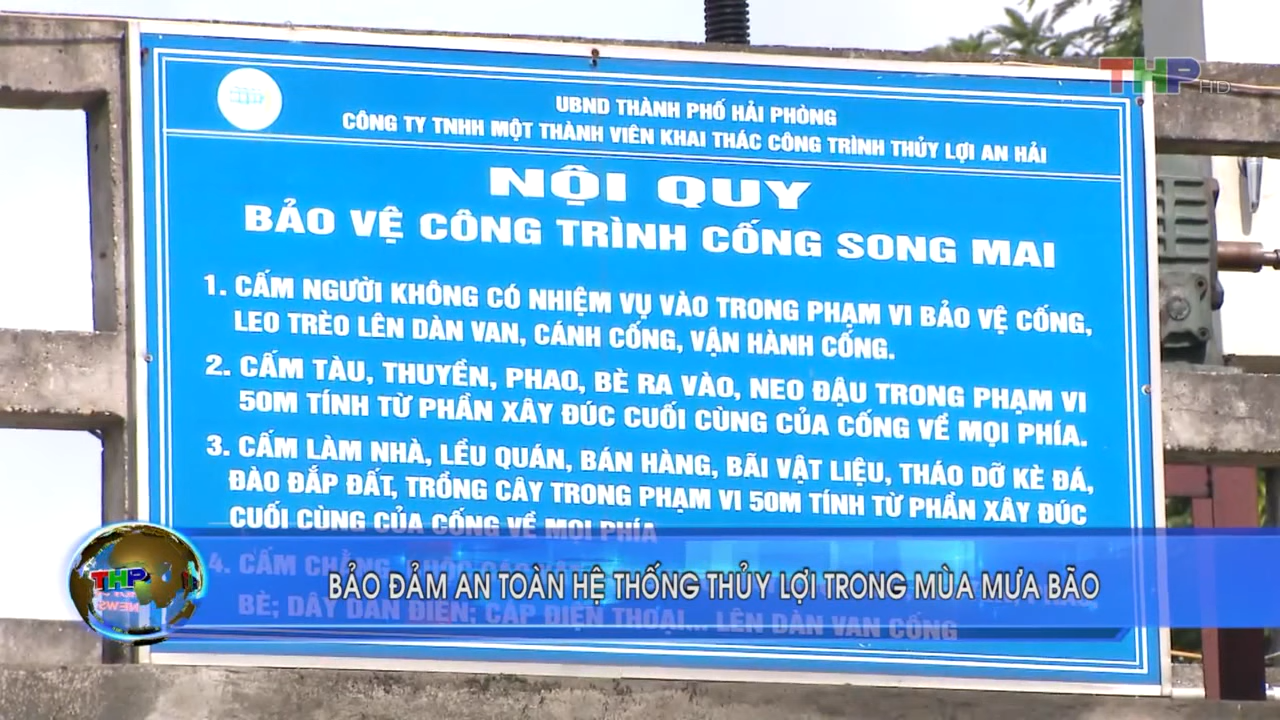 THP HD
UBND THÀNH PHỐ HẢI PHÒNG
CÔNG TY TNHH MỘT THÀNH VIÊN KHAI THÁC CÔNG TRÌNH THỦY LỢI AN HẢI
NỘI QUY
BẢO VỆ CÔNG TRÌNH CỐNG SONG MAI
1. CẤM NGƯỜI KHÔNG CÓ NHIỆM VỤ VÀO TRONG PHẠM VI BẢO VỆ CỐNG,
LEO TRÈO LÊN DÀN VAN, CÁNH CỐNG, VẬN HÀNH CỐNG.
2. CẤM TÀU, THUYỀN, PHAO, BÈ RA VÀO, NEO ĐẬU TRONG PHẠM VI
50M TÍNH TỪ PHẦN XÂY ĐÚC CUỐI CÙNG CỦA CỐNG VỀ MỌI PHÍA.
3. CẤM LÀM NHÀ, LỀU QUÁN, BÁN HÀNG, BÃI VẬT LIỆU, THÁO DỠ KÈ ĐÁ,
ĐÀO ĐẮP ĐẤT, TRỒNG CÂY TRONG PHẠM VI 50M TÍNH TỪ PHẦN XÂY ĐÚC
CUỐI CÙNG CỦA CỐNG VỀ MỌI PHÍA
4. CẤM
THP
NEWS
BẢO ĐẢM AN TOÀN HỆ THỐNG THỦY LỢI TRONG MÙA MƯA BÃO
BÈ; DÂY DẪN ĐIỆN; CÁP ĐIỆN THOẠI... LÊN DÀN VAN CỐNG